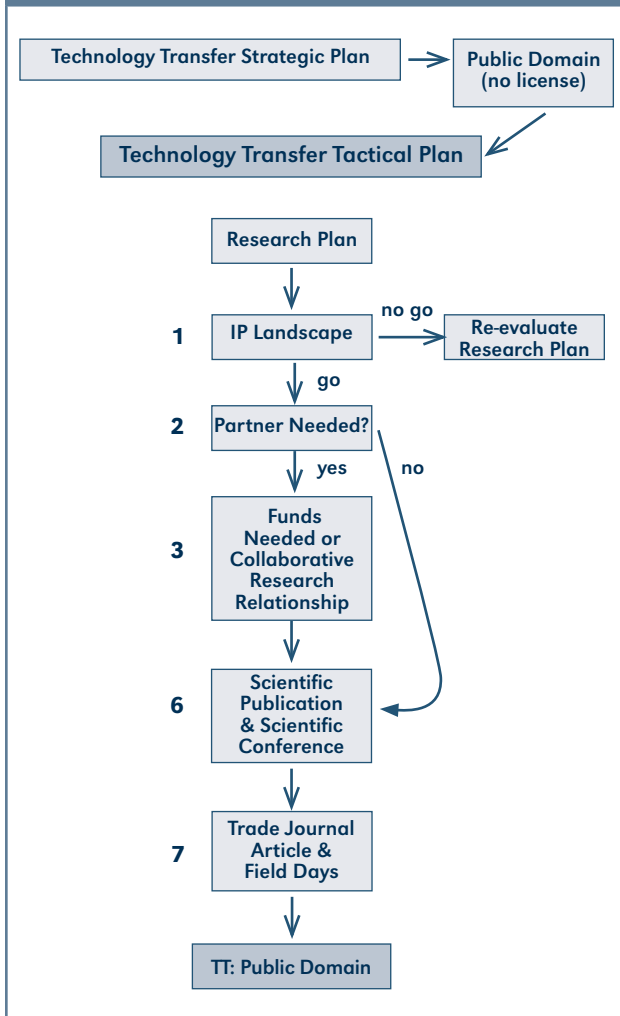 Technology Transfer Strategic Plan
Public Domain
(no license)
Technology Transfer Tactical Plan
Research Plan
1
IP Landscape
no go
Re-evaluate
Research Plan
go
2
Partner Needed?
yes
no
3
Funds
Needed or
Collaborative
Research
Relationship
6
Scientific
Publication
& Scientific
Conference
7
Trade Journal
Article &
Field Days
TT: Public Domain